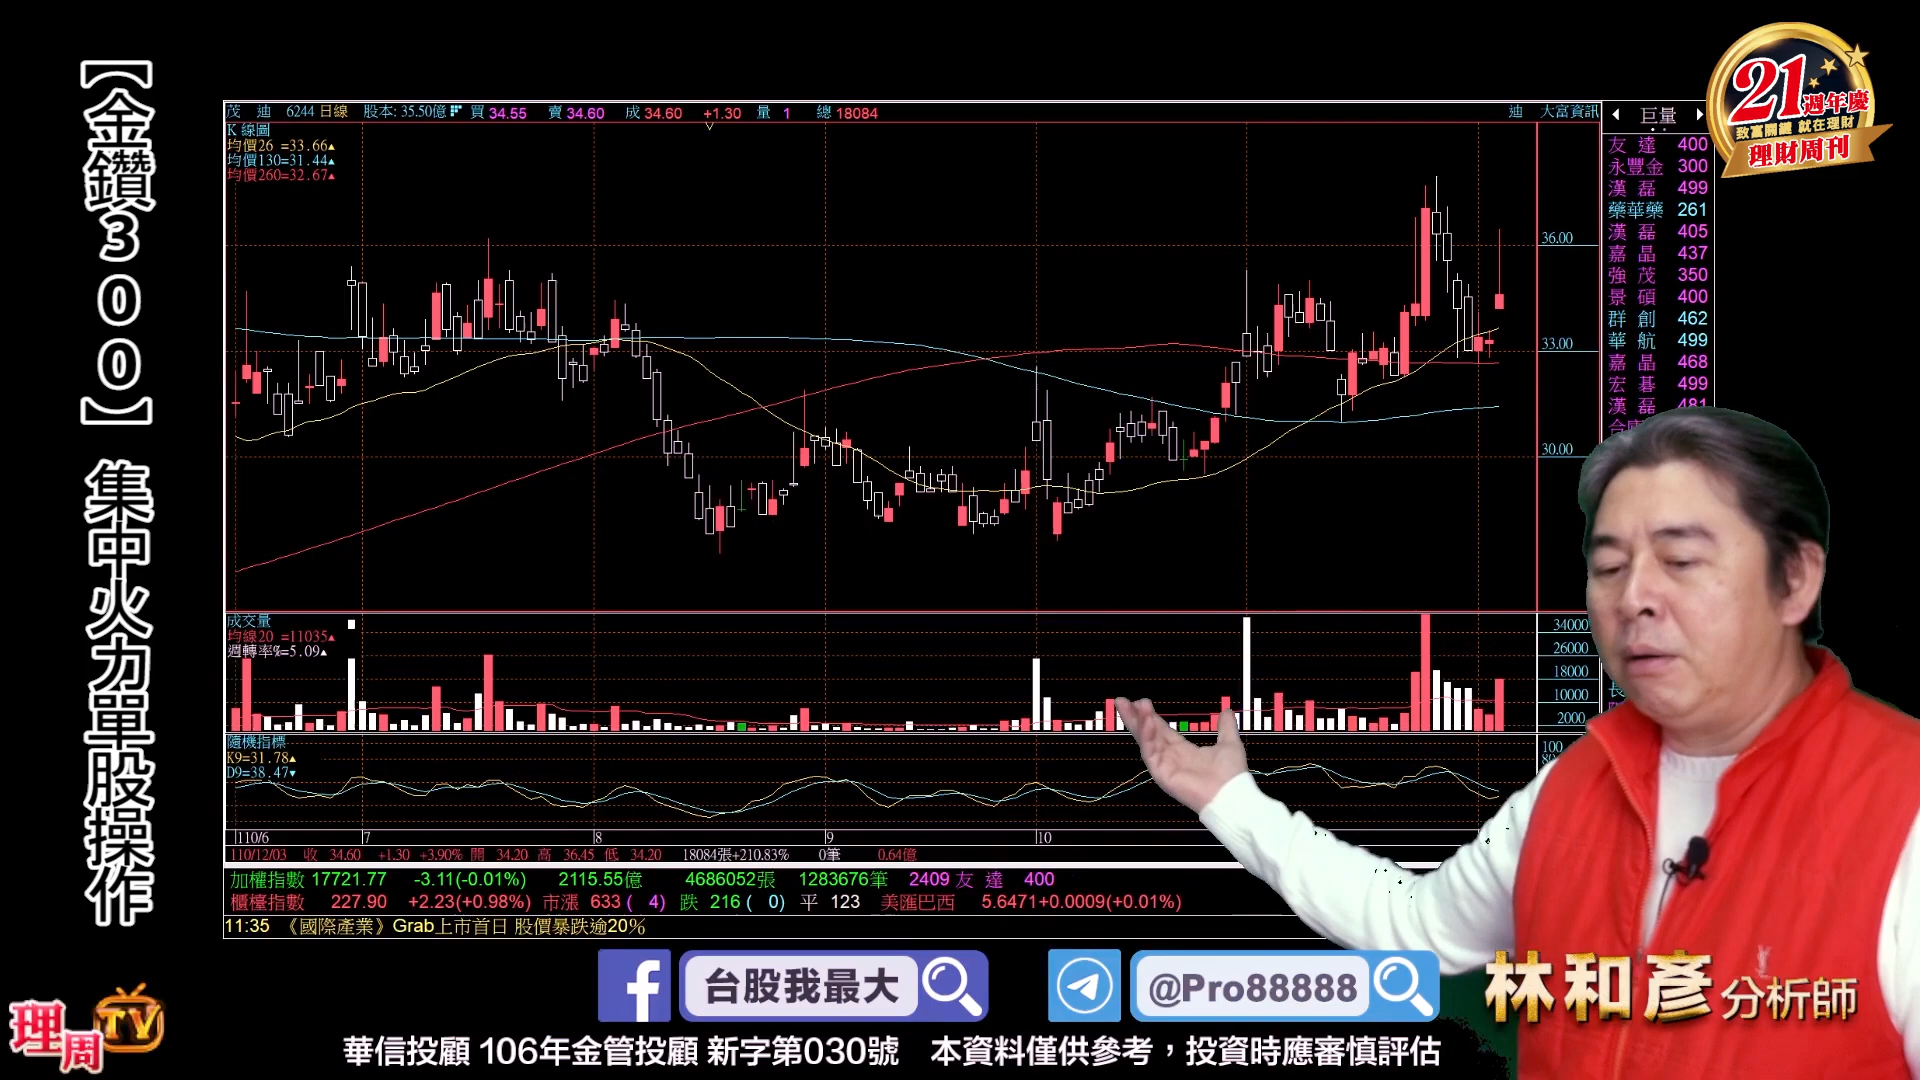 【金鑽300】集中火力單股操作
21週年慶
致富關鍵 就在理財
理財周刊
茂 迪 6244 日線 股本: 35.50億 買 34.55 賣 34.60 成 34.60 +1.30 量 1 總 18084 迪 大富資訊
K 線圖
均價26 =33.66▲
均價130=31.44▲
均價260=32.67▲
36.00
33.00
30.00
◀ 巨量 ▶
友 達 400
永豐金 300
漢 磊 499
藥華藥 261
漢 磊 405
嘉 晶 437
強 茂 350
景 碩 400
群 創 462
華 航 499
嘉 晶 468
宏 碁 499
漢 磊 481
成交量
均線20 =11035▲
週轉率%=5.09▲
34000
26000
18000
10000
2000
隨機指標
K9=31.78▲
D9=38.47▼
100
110/6 7 8 9 10
110/12/03 收 34.60 +1.30 +3.90% 開 34.20 高 36.45 低 34.20 18084張+210.83% 0筆 0.64億
加權指數 17721.77 -3.11(-0.01%) 2115.55億 4686052張 1283676筆 2409 友 達 400
櫃檯指數 227.90 +2.23(+0.98%) 市漲 633 ( 4) 跌 216 ( 0) 平 123 美匯巴西 5.6471+0.0009(+0.01%)
11:35 《國際產業》Grab上市首日 股價暴跌逾20%
台股我最大
@Pro88888
林和彥 分析師
理周TV
華信投顧 106年金管投顧 新字第030號 本資料僅供參考，投資時應審慎評估